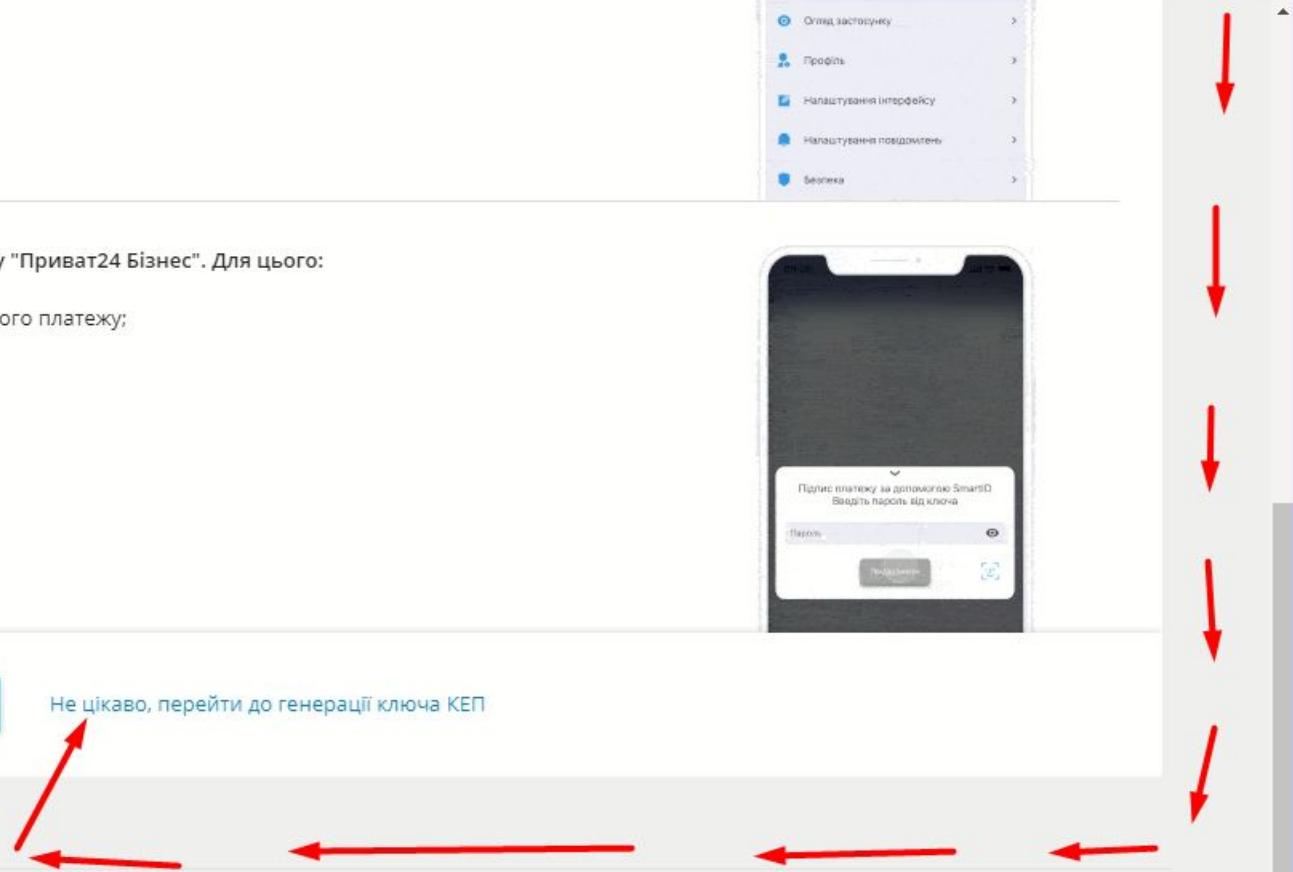 Огляд застосунку
Профіль
Налаштування інтерфейсу
Налаштування повідомлень
Безпека
у "Приват24 Бізнес". Для цього:
ого платежу;
Підпис платежу за допомогою SmartID
Введіть пароль від ключа
Пароль
Не цікаво, перейти до генерації ключа КЕП